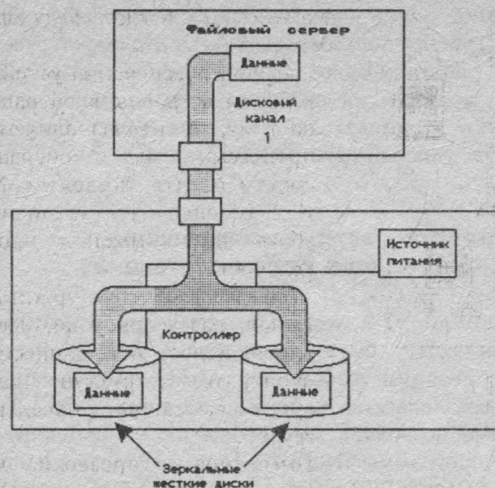 Файловый сервер
Данные
Дисковый
канал
1
Источник
питания
Контроллер
Данные
Данные
Зеркальные
жесткие диски